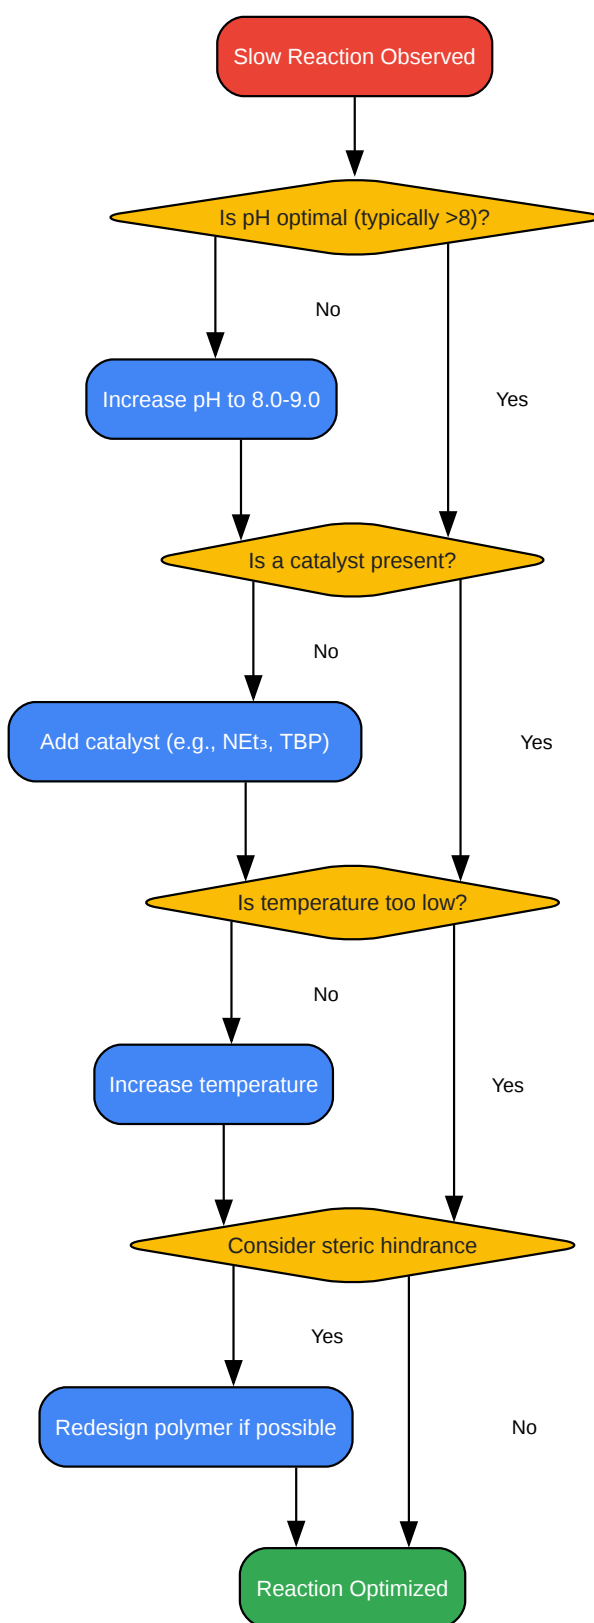 Slow Reaction Observed
Is pH optimal (typically >8)?
No
Increase pH to 8.0-9.0
Yes
Is a catalyst present?
No
Add catalyst (e.g., NEt₃, TBP)
Yes
Is temperature too low?
No
Increase temperature
Yes
Consider steric hindrance
Yes
Redesign polymer if possible
No
Reaction Optimized